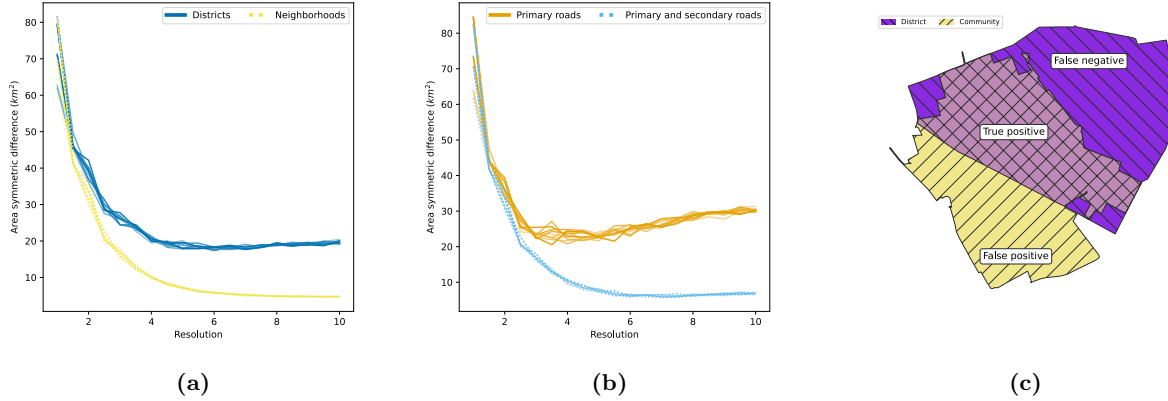 Districts
Neighborhoods
Area symmetric difference (km²)
80
70
60
50
40
30
20
10
2
4
6
8
10
Resolution
(a)
Primary roads
Primary and secondary roads
Area symmetric difference (km²)
80
70
60
50
40
30
20
10
2
4
6
8
10
Resolution
(b)
District
Community
False negative
True positive
False positive
(c)